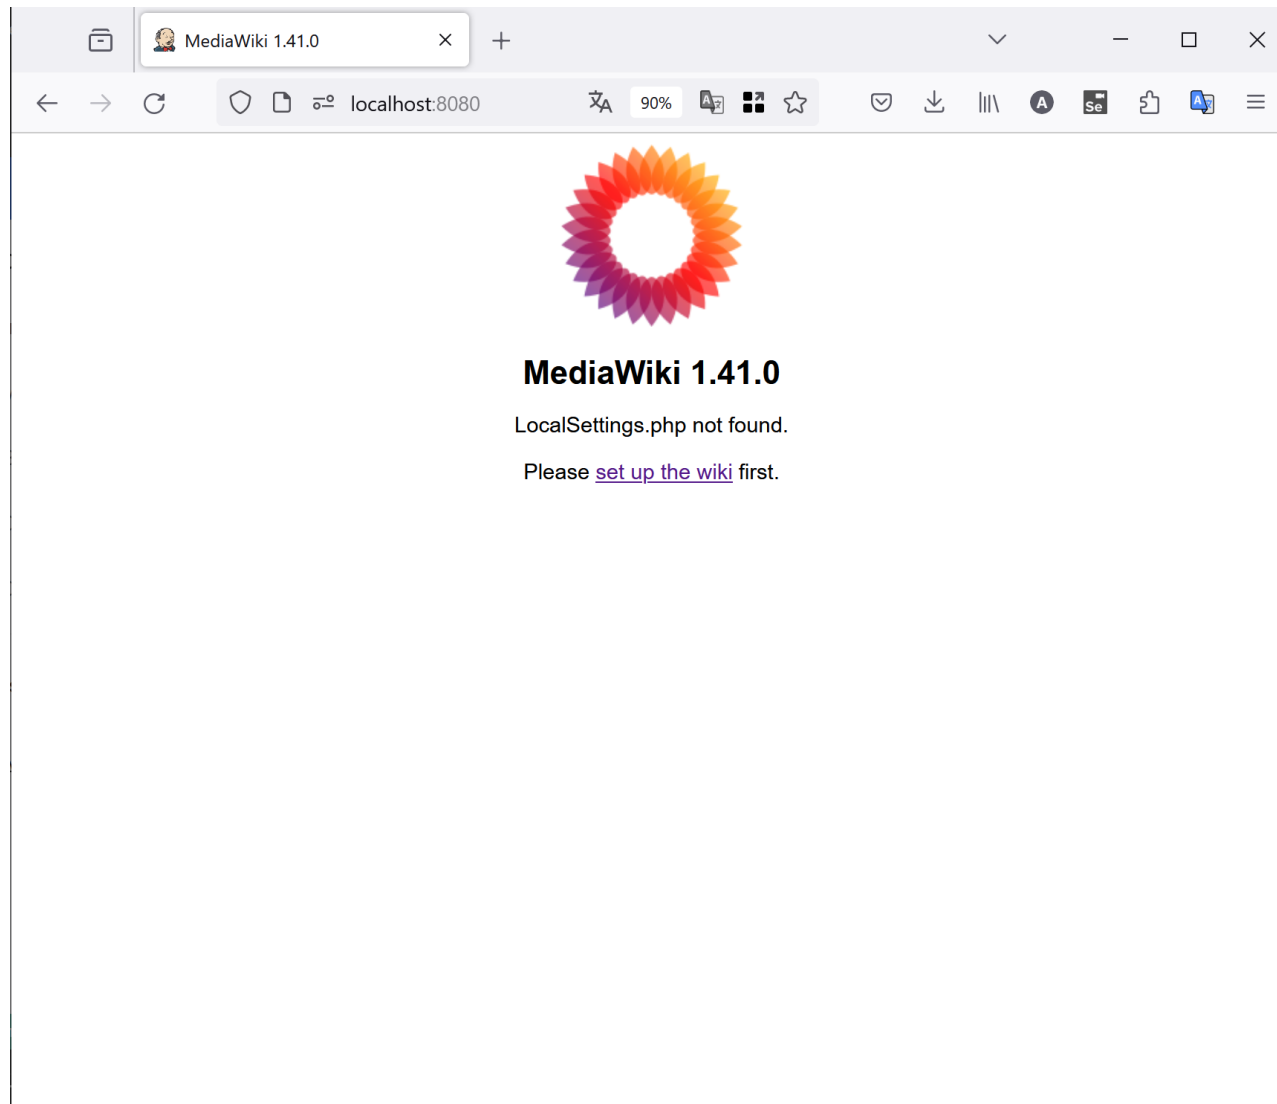 MediaWiki 1.41.0
localhost:8080
90%
A
Se
MediaWiki 1.41.0
LocalSettings.php not found.
Please set up the wiki first.